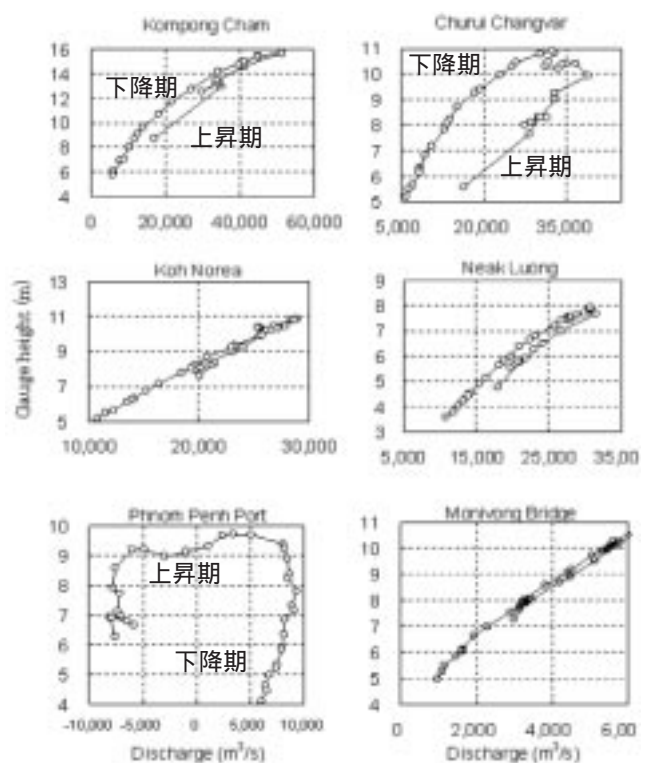 Kompong Cham
16
14
12
10
8
6
4
下降期
上昇期
0 20,000 40,000 60,000
Churui Changvar
11
10
9
8
7
6
5
下降期
上昇期
5,000 20,000 35,000
Gauge height (m)
Koh Norea
13
11
9
7
5
10,000 20,000 30,000
Neak Luong
9
8
7
6
5
4
3
5,000 15,000 25,000 35,00
Phnom Penh Port
10
9
8
7
6
5
4
上昇期
下降期
-10,000 -5,000 0 5,000 10,000
Discharge (m³/s)
Monivong Bridge
11
10
9
8
7
6
5
4
0 2,000 4,000 6,00
Discharge (m³/s)